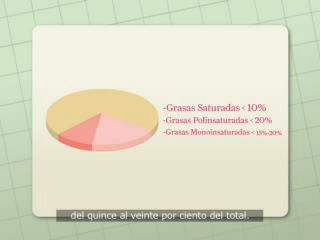 -Grasas Saturadas < 10%
-Grasas Polinsaturadas < 20%
-Grasas Monoinsaturadas < 15%-20%
del quince al veinte por ciento del total.